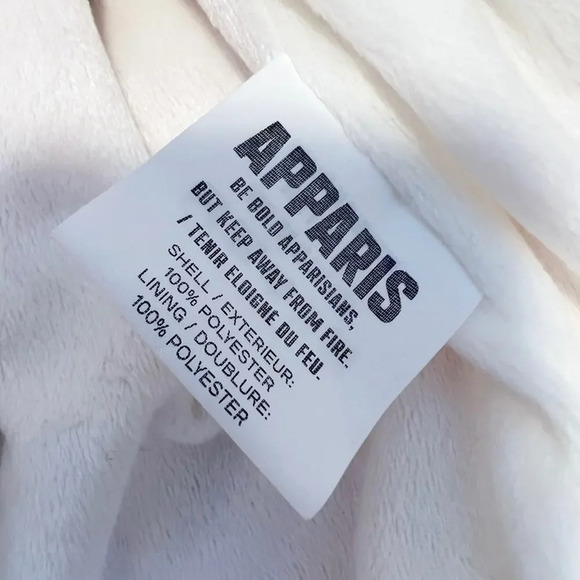 APPARIS
BE BOLD APPARISIANS,
BUT KEEP AWAY FROM FIRE.
/ TENIR ELOIGNÉ DU FEU.
SHELL / EXTERIEUR:
100% POLYESTER
LINING / DOUBLURE:
100% POLYESTER